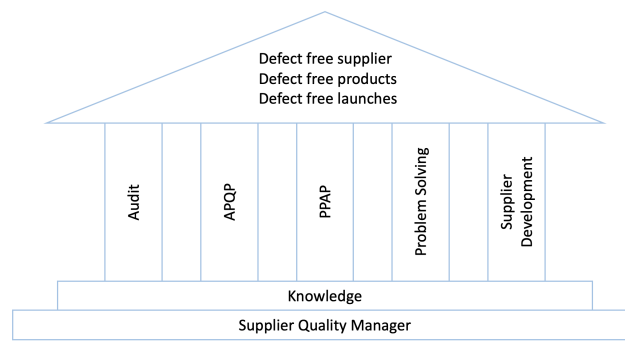 Defect free supplier
Defect free products
Defect free launches
Audit
APQP
PPAP
Problem Solving
Supplier
Development
Knowledge
Supplier Quality Manager